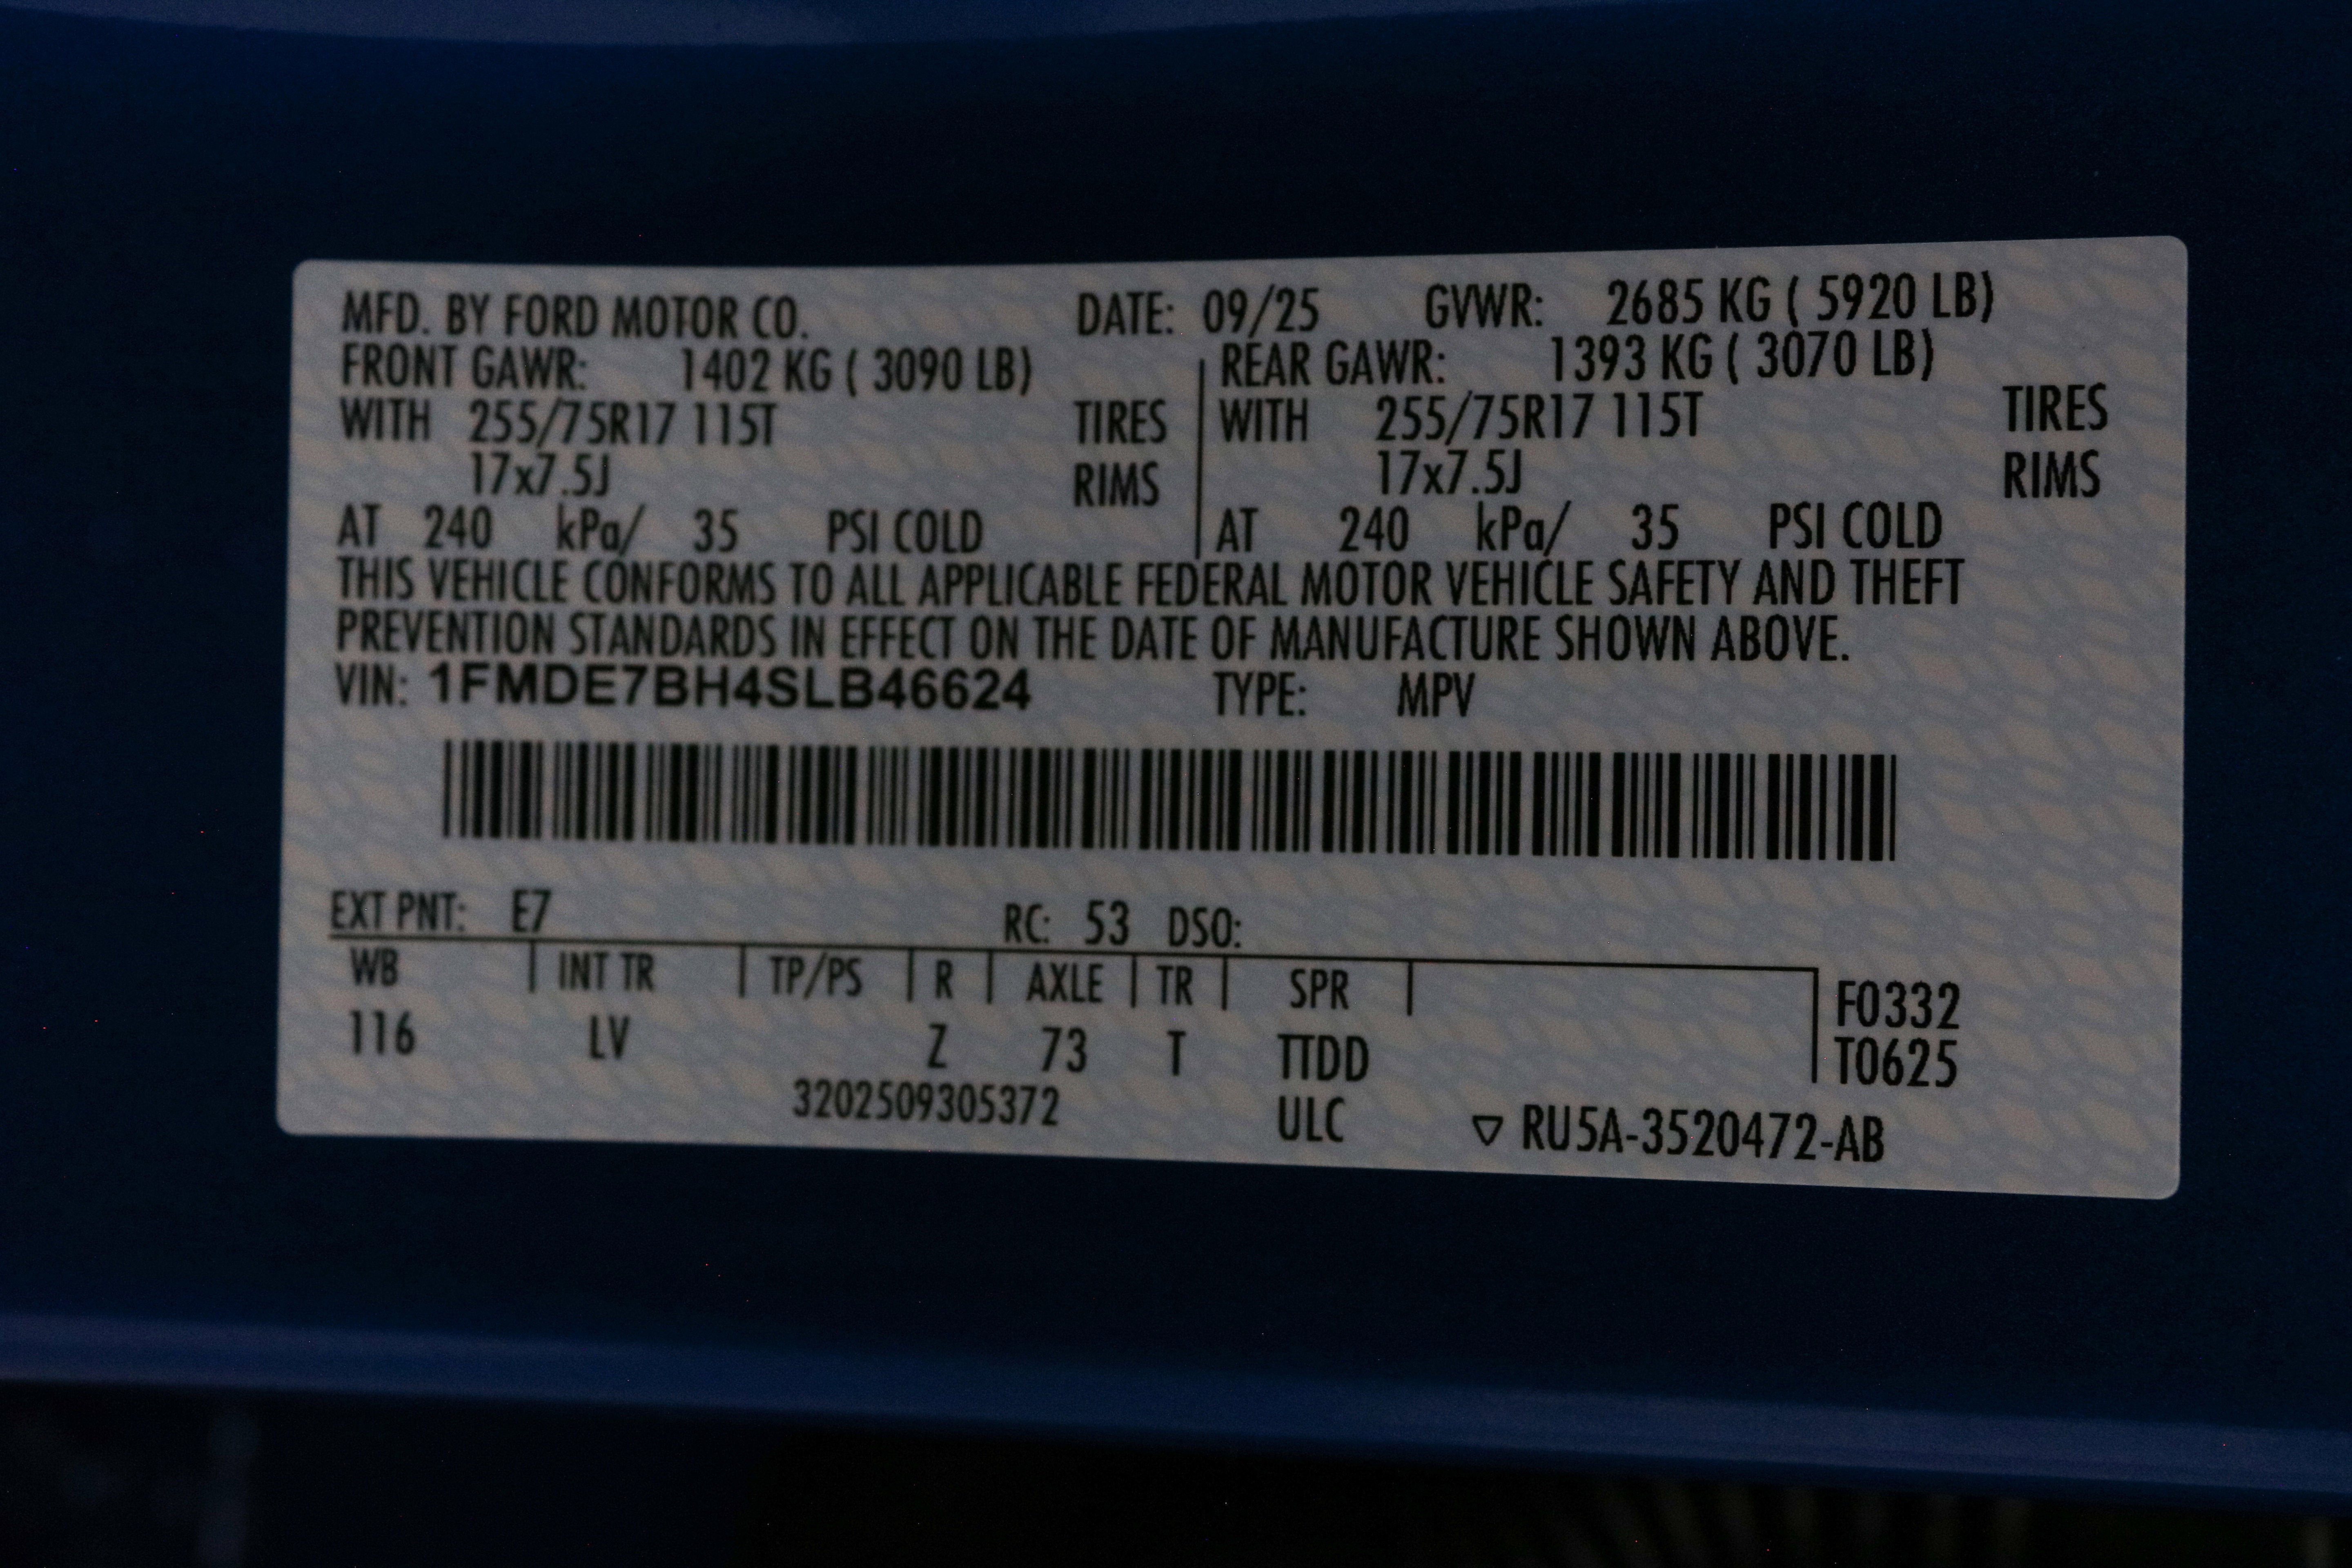 MFD. BY FORD MOTOR CO. DATE: 09/25 GVWR: 2685 KG ( 5920 LB)
FRONT GAWR: 1402 KG ( 3090 LB) REAR GAWR: 1393 KG ( 3070 LB)
WITH 255/75R17 115T TIRES WITH 255/75R17 115T TIRES
17x7.5J RIMS 17x7.5J RIMS
AT 240 kPa/ 35 PSI COLD AT 240 kPa/ 35 PSI COLD
THIS VEHICLE CONFORMS TO ALL APPLICABLE FEDERAL MOTOR VEHICLE SAFETY AND THEFT
PREVENTION STANDARDS IN EFFECT ON THE DATE OF MANUFACTURE SHOWN ABOVE.
VIN: 1FMDE7BH4SLB46624 TYPE: MPV
EXT PNT: E7 RC: 53 DSO:
WB INT TR TP/PS R AXLE TR SPR F0332
116 LV Z 73 T TTDD T0625
3202509305372 ULC ▽ RU5A-3520472-AB